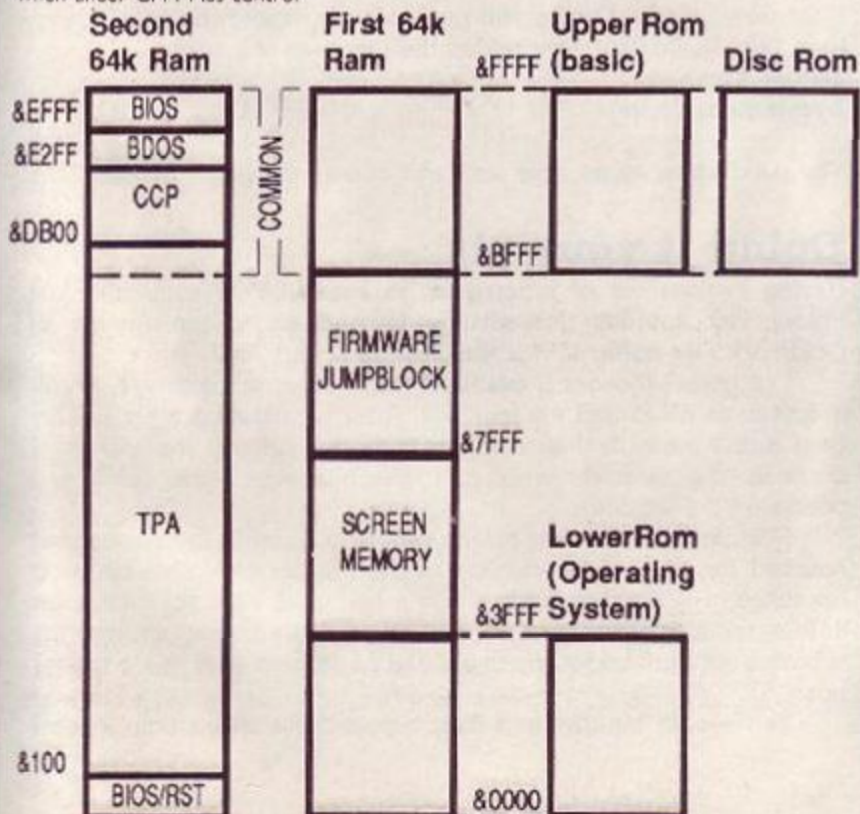 Second
64k Ram
First 64k
Ram
Upper Rom
(basic)
Disc Rom
&FFFF
&EFFF
BIOS
&E2FF
BDOS
CCP
&DB00
COMMON
&BFFF
FIRMWARE
JUMPBLOCK
&7FFF
TPA
SCREEN
MEMORY
LowerRom
(Operating
System)
&3FFF
&100
BIOS/RST
&0000